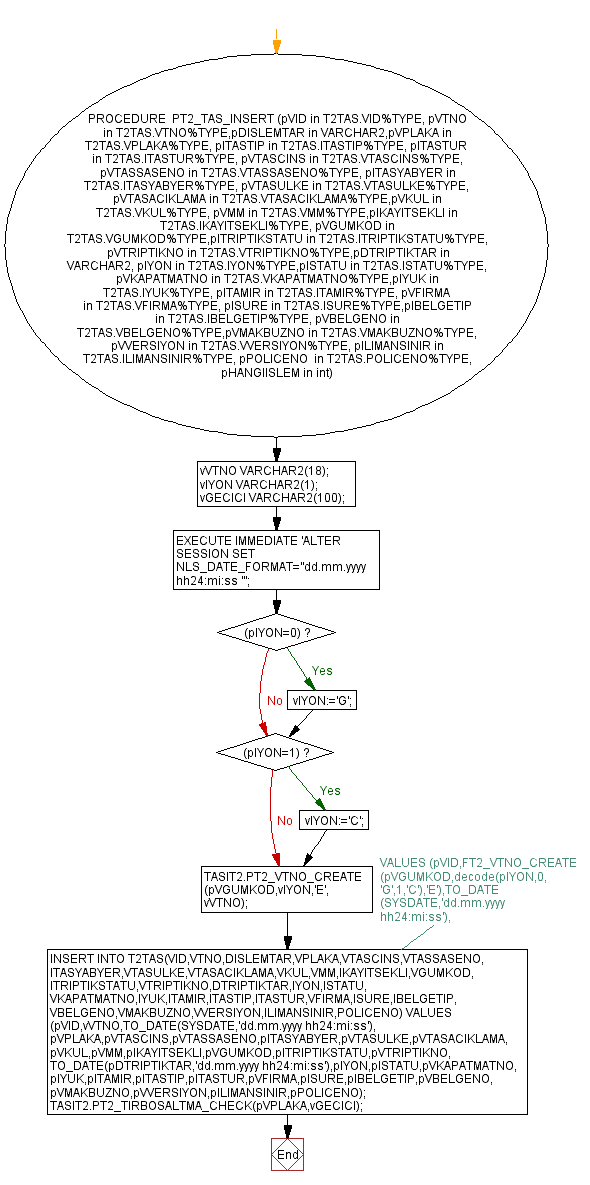 PROCEDURE  PT2_TAS_INSERT (pVID in T2TAS.VID%TYPE, pVTNO
in T2TAS.VTNO%TYPE,pDISLEMTAR in VARCHAR2,pVPLAKA in
T2TAS.VPLAKA%TYPE, pITASTIP in T2TAS.ITASTIP%TYPE, pITASTUR
in T2TAS.ITASTUR%TYPE, pVTASCINS in T2TAS.VTASCINS%TYPE,
pVTASSASENO in T2TAS.VTASSASENO%TYPE, pITASYABYER in
T2TAS.ITASYABYER%TYPE, pVTASULKE in T2TAS.VTASULKE%TYPE,
pVTASACIKLAMA in T2TAS.VTASACIKLAMA%TYPE,pVKUL in
T2TAS.VKUL%TYPE, pVMM in T2TAS.VMM%TYPE,pIKAYITSEKLI in
T2TAS.IKAYITSEKLI%TYPE, pVGUMKOD in
T2TAS.VGUMKOD%TYPE,pITRIPTIKSTATU in T2TAS.ITRIPTIKSTATU%TYPE,
pVTRIPTIKNO in T2TAS.VTRIPTIKNO%TYPE,pDTRIPTIKTAR in
VARCHAR2, pIYON in T2TAS.IYON%TYPE,pISTATU in T2TAS.ISTATU%TYPE,
pVKAPATMATNO in T2TAS.VKAPATMATNO%TYPE,pIYUK in
T2TAS.IYUK%TYPE, pITAMIR in T2TAS.ITAMIR%TYPE, pVFIRMA
in T2TAS.VFIRMA%TYPE, pISURE in T2TAS.ISURE%TYPE,pIBELGETIP
in T2TAS.IBELGETIP%TYPE, pVBELGENO in
T2TAS.VBELGENO%TYPE,pVMAKBUZNO in T2TAS.VMAKBUZNO%TYPE,
pVVERSIYON in T2TAS.VVERSIYON%TYPE, pILIMANSINIR in
T2TAS.ILIMANSINIR%TYPE, pPOLICENO  in T2TAS.POLICENO%TYPE,
pHANGIISLEM in int)
vVTNO VARCHAR2(18);
vIYON VARCHAR2(1);
vGECICI VARCHAR2(100);
EXECUTE IMMEDIATE 'ALTER
SESSION SET
NLS_DATE_FORMAT="dd.mm.yyyy
hh24:mi:ss "';
(pIYON=0) ?
Yes
No
vIYON:='G';
(pIYON=1) ?
Yes
No
vIYON:='C';
TASIT2.PT2_VTNO_CREATE
(pVGUMKOD,vIYON,'E',
vVTNO);
VALUES (pVID,FT2_VTNO_CREATE
(pVGUMKOD,decode(pIYON,0,
'G',1,'C'),'E'),TO_DATE
(SYSDATE,'dd.mm.yyyy
hh24:mi:ss'),
INSERT INTO T2TAS(VID,VTNO,DISLEMTAR,VPLAKA,VTASCINS,VTASSASENO,
ITASYABYER,VTASULKE,VTASACIKLAMA,VKUL,VMM,IKAYITSEKLI,VGUMKOD,
ITRIPTIKSTATU,VTRIPTIKNO,DTRIPTIKTAR,IYON,ISTATU,
VKAPATMATNO,IYUK,ITAMIR,ITASTIP,ITASTUR,VFIRMA,ISURE,IBELGETIP,
VBELGENO,VMAKBUZNO,VVERSIYON,ILIMANSINIR,POLICENO) VALUES
(pVID,vVTNO,TO_DATE(SYSDATE,'dd.mm.yyyy hh24:mi:ss'),
pVPLAKA,pVTASCINS,pVTASSASENO,pITASYABYER,pVTASULKE,pVTASACIKLAMA,
pVKUL,pVMM,pIKAYITSEKLI,pVGUMKOD,pITRIPTIKSTATU,pVTRIPTIKNO,
TO_DATE(pDTRIPTIKTAR,'dd.mm.yyyy hh24:mi:ss'),pIYON,pISTATU,pVKAPATMATNO,
pIYUK,pITAMIR,pITASTIP,pITASTUR,pVFIRMA,pISURE,pIBELGETIP,pVBELGENO,
pVMAKBUZNO,pVVERSIYON,pILIMANSINIR,pPOLICENO);
TASIT2.PT2_TIRBOSALTMA_CHECK(pVPLAKA,vGECICI);
End